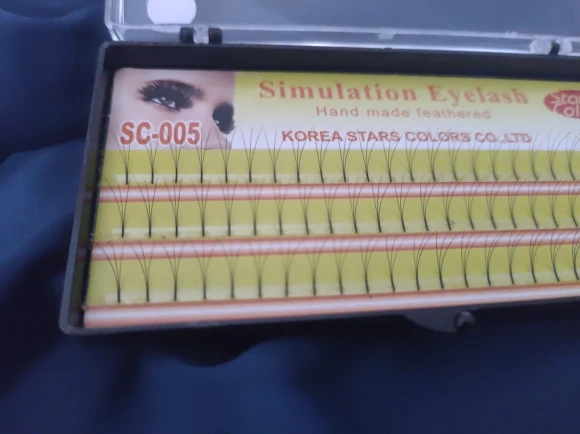 Simulation Eyelash
Hand made feathered
SC-005
KOREA STARS COLORS CO.,LTD